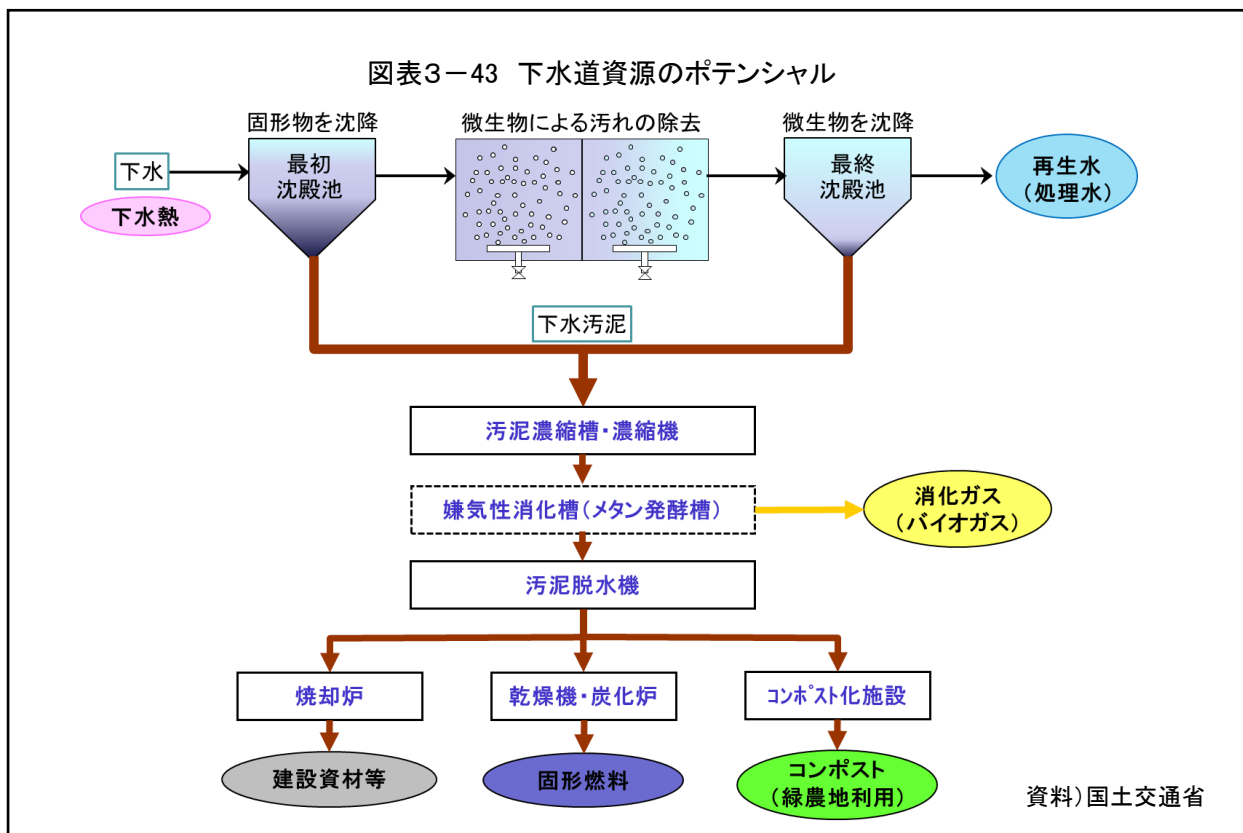 図表3－43 下水道資源のポテンシャル
固形物を沈降
微生物による汚れの除去
微生物を沈降
下水
下水熱
最初
沈殿池
最終
沈殿池
再生水
（処理水）
下水汚泥
汚泥濃縮槽・濃縮機
嫌気性消化槽（メタン発酵槽）
消化ガス
（バイオガス）
汚泥脱水機
焼却炉
乾燥機・炭化炉
ｺﾝﾎﾟｽﾄ化施設
建設資材等
固形燃料
コンポスト
（緑農地利用）
資料）国土交通省